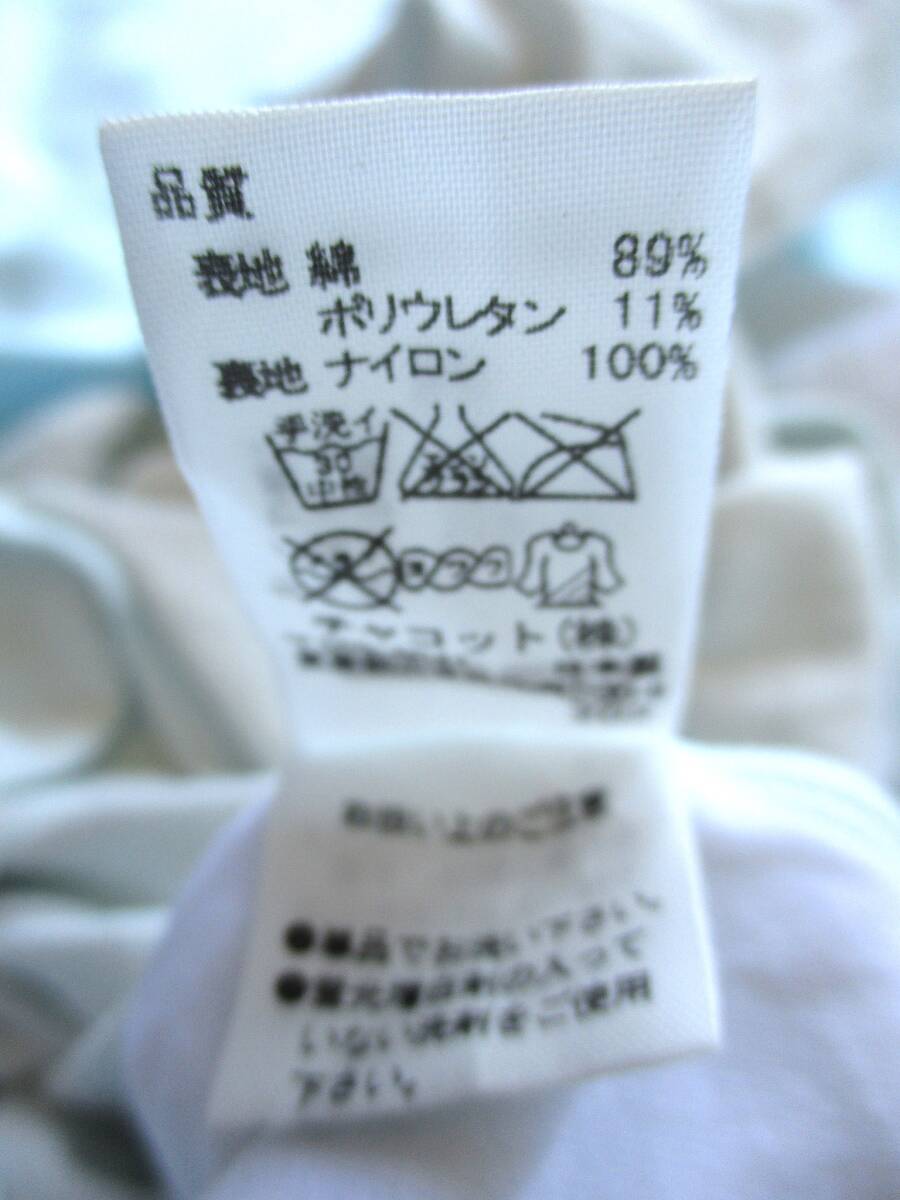 品質
表地 綿 89%
ポリウレタン 11%
裏地 ナイロン 100%
手洗イ
30
中性
コット(株)
お取扱い上のご注意
●単品でお洗い下さい。
●蛍光増白剤の入って
いない洗剤をご使用
下さい。